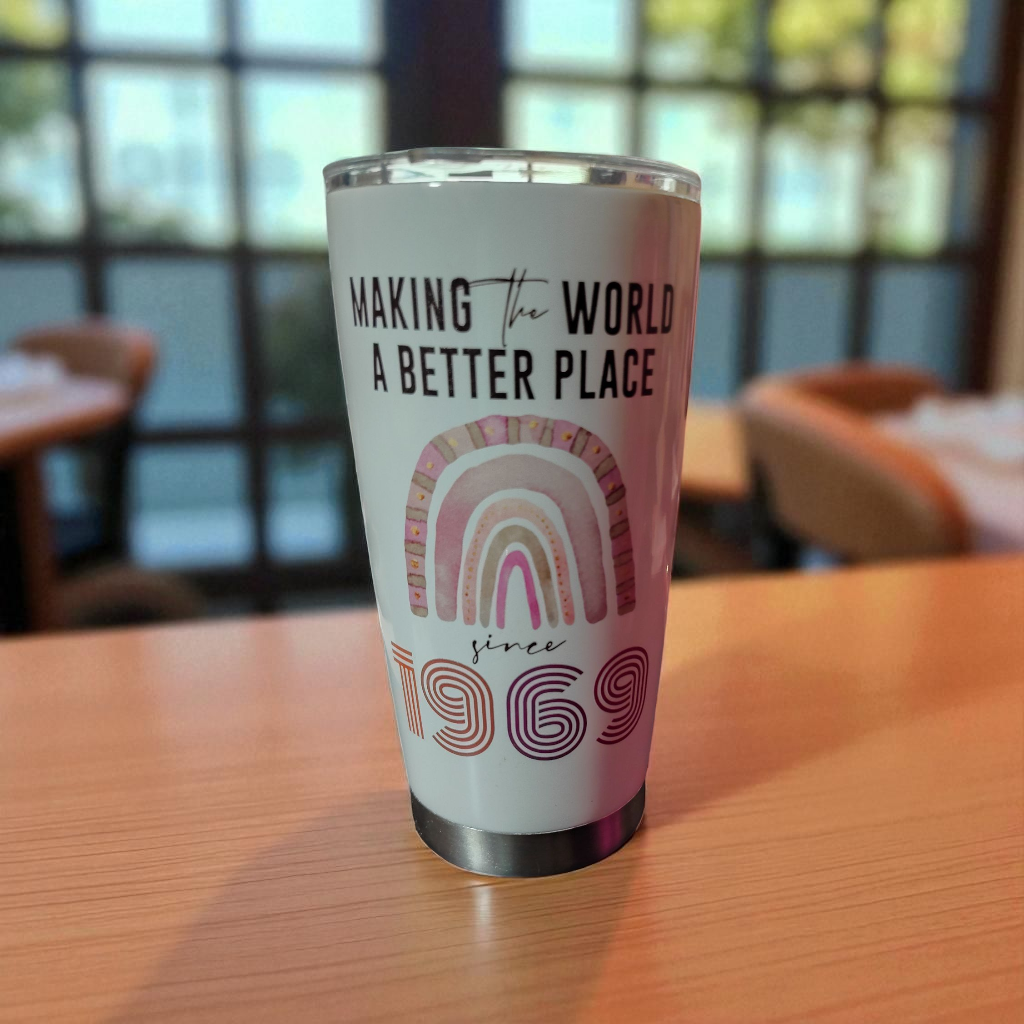 MAKING the WORLD
A BETTER PLACE
since
1969